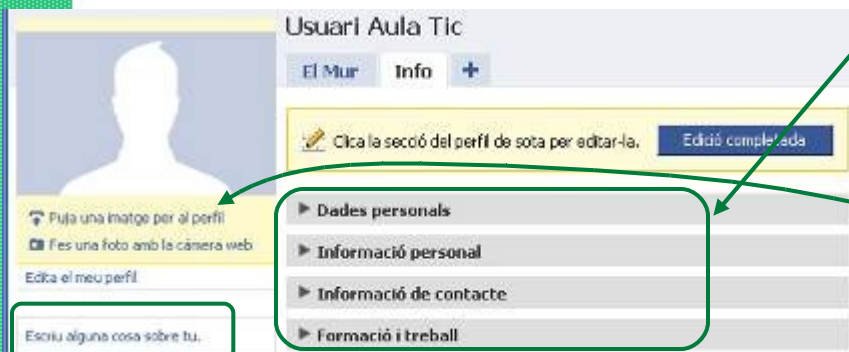 Usuari Aula Tic
El Mur Info +
Clica la secció del perfil de sota per editar-la. Edició completada
Puja una imatge per al perfil
Fes una foto amb la càmera web
Edita el meu perfil
Escriu alguna cosa sobre tu.
Dades personals
Informació personal
Informació de contacte
Formació i treball